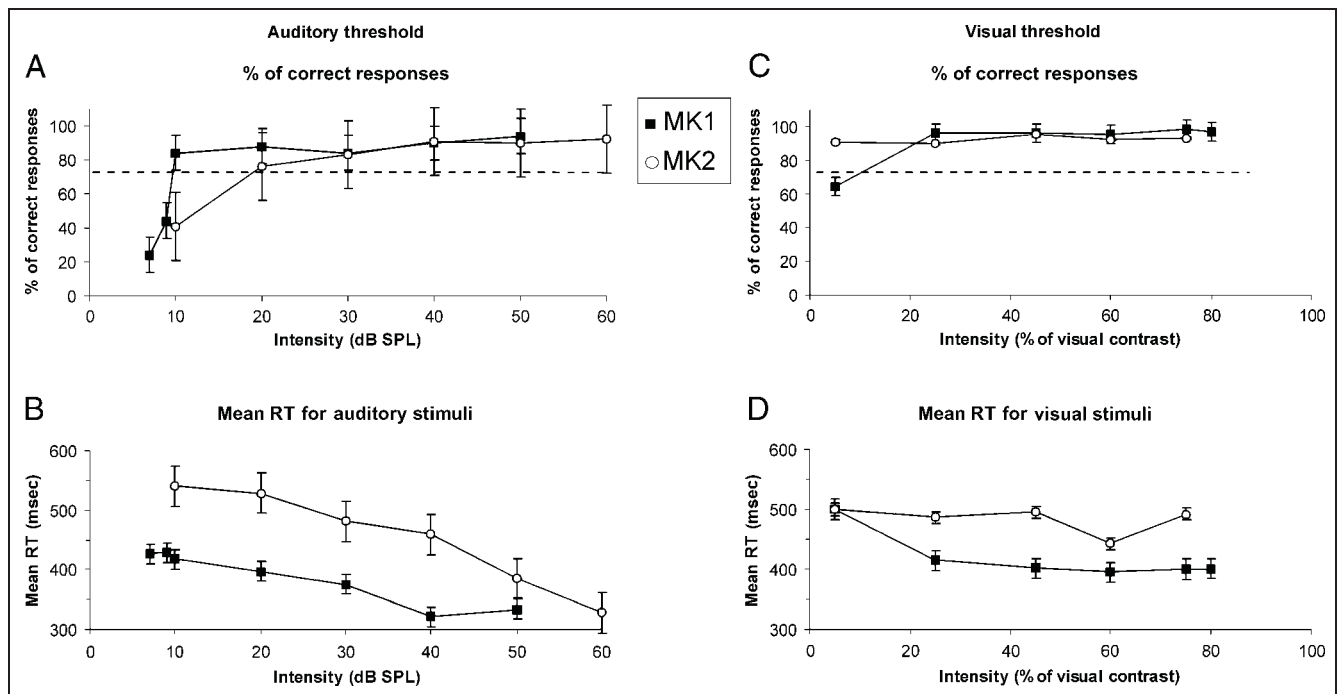 Auditory threshold
A
% of correct responses
% of correct responses
100
80
60
40
20
0
0 10 20 30 40 50 60
Intensity (dB SPL)
MK1
MK2
Visual threshold
C
% of correct responses
% of correct responses
100
80
60
40
20
0
0 20 40 60 80 100
Intensity (% of visual contrast)
B
Mean RT for auditory stimuli
Mean RT (msec)
600
500
400
300
0 10 20 30 40 50 60
Intensity (dB SPL)
D
Mean RT for visual stimuli
Mean RT (msec)
600
500
400
300
0 20 40 60 80 100
Intensity (% of visual contrast)